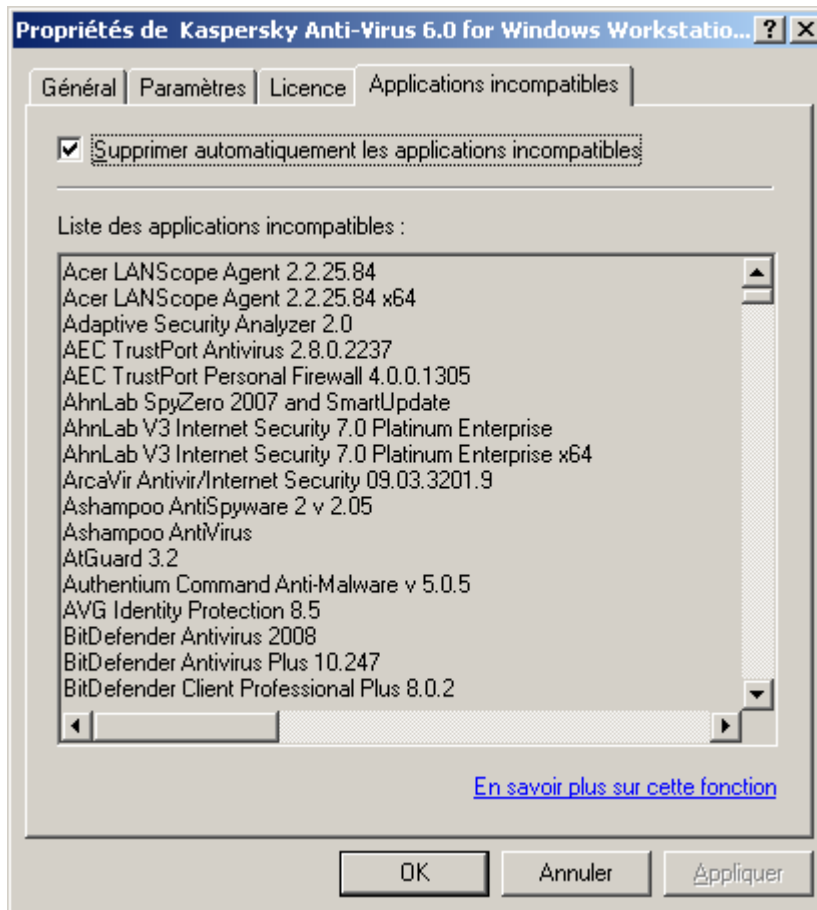 Propriétés de Kaspersky Anti-Virus 6.0 for Windows Workstatio...
Général Paramètres Licence Applications incompatibles
Supprimer automatiquement les applications incompatibles
Liste des applications incompatibles :
Acer LANScope Agent 2.2.25.84
Acer LANScope Agent 2.2.25.84 x64
Adaptive Security Analyzer 2.0
AEC TrustPort Antivirus 2.8.0.2237
AEC TrustPort Personal Firewall 4.0.0.1305
AhnLab SpyZero 2007 and SmartUpdate
AhnLab V3 Internet Security 7.0 Platinum Enterprise
AhnLab V3 Internet Security 7.0 Platinum Enterprise x64
ArcaVir Antivir/Internet Security 09.03.3201.9
Ashampoo AntiSpyware 2 v 2.05
Ashampoo AntiVirus
AtGuard 3.2
Authentium Command Anti-Malware v 5.0.5
AVG Identity Protection 8.5
BitDefender Antivirus 2008
BitDefender Antivirus Plus 10.247
BitDefender Client Professional Plus 8.0.2
En savoir plus sur cette fonction
OK Annuler Appliquer